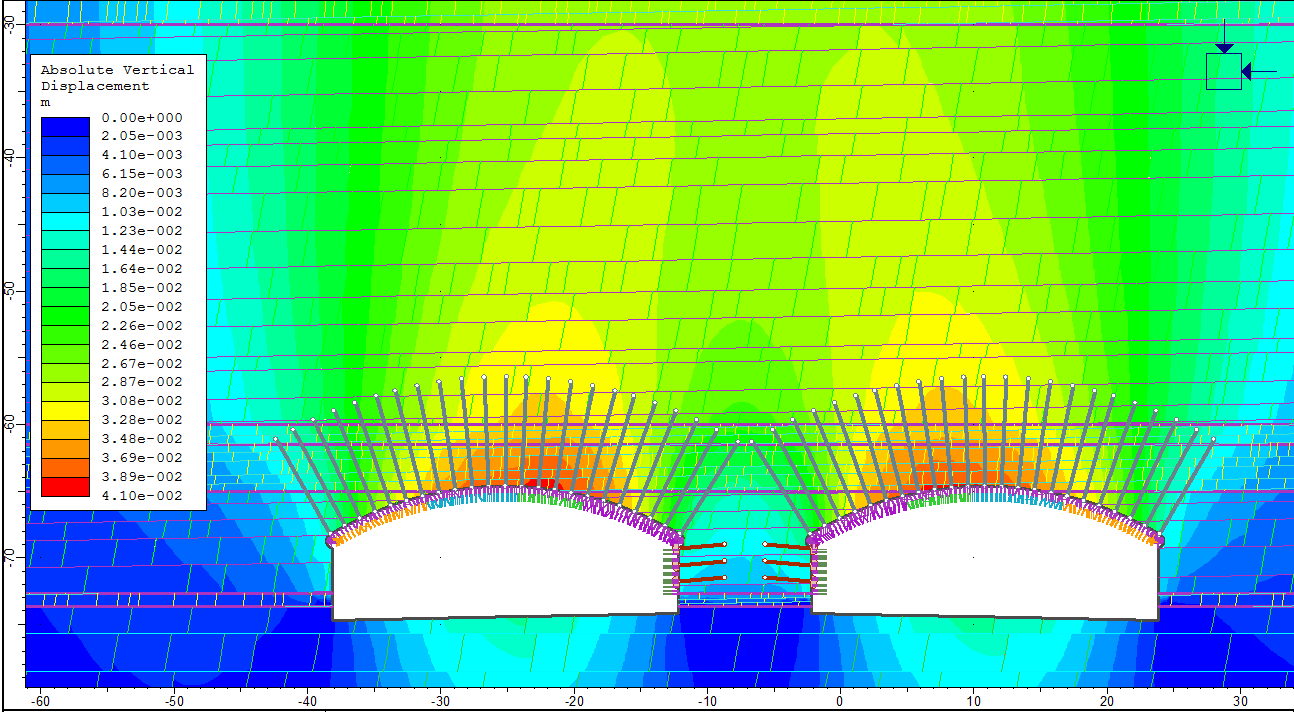 Absolute Vertical
Displacement
m
0.00e+000
2.05e-003
4.10e-003
6.15e-003
8.20e-003
1.03e-002
1.23e-002
1.44e-002
1.64e-002
1.85e-002
2.05e-002
2.26e-002
2.46e-002
2.67e-002
2.87e-002
3.08e-002
3.28e-002
3.48e-002
3.69e-002
3.89e-002
4.10e-002
-30
-40
-50
-60
-70
-60
-50
-40
-30
-20
-10
0
10
20
30